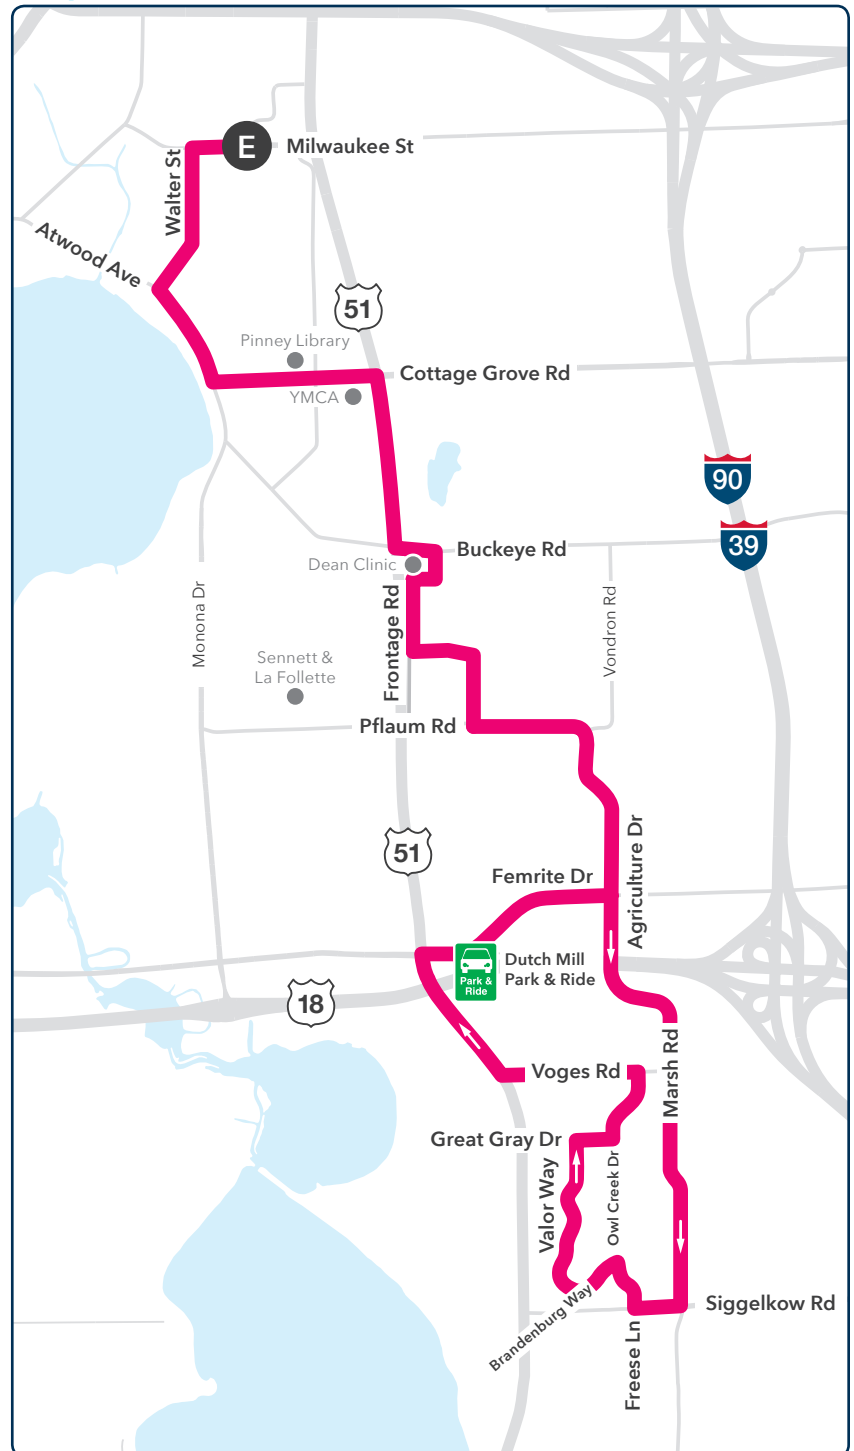 E
Milwaukee St
Walter St
Atwood Ave
51
Pinney Library
Cottage Grove Rd
YMCA
90
39
Buckeye Rd
Dean Clinic
Frontage Rd
Monona Dr
Vondron Rd
Sennett &
La Follette
Pflaum Rd
51
Agriculture Dr
Femrite Dr
Dutch Mill
Park & Ride
Park &
Ride
18
Marsh Rd
Voges Rd
Great Gray Dr
Valor Way
Owl Creek Dr
Brandenburg Way
Siggelkow Rd
Freese Ln